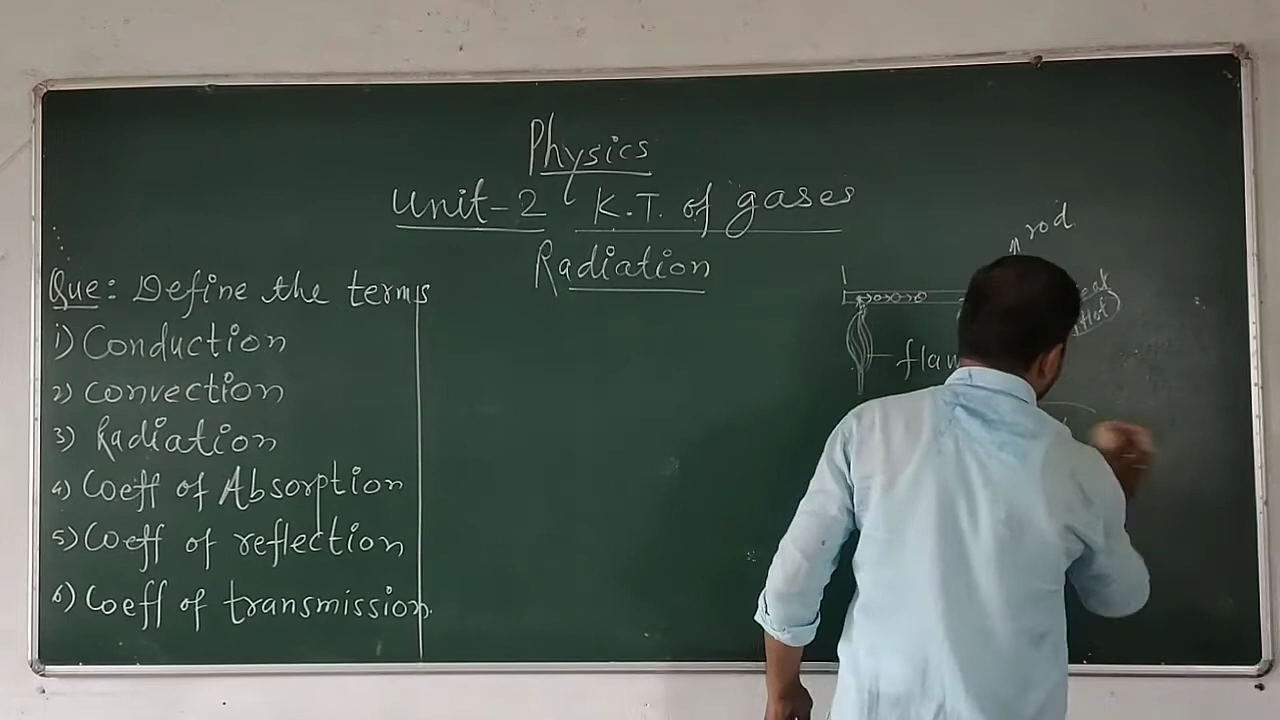 Physics
Unit-2 K.T. of gases
Radiation
Que: Define the terms
1) Conduction
2) Convection
3) Radiation
4) Coeff of Absorption
5) Coeff of reflection
6) Coeff of transmission.
rod